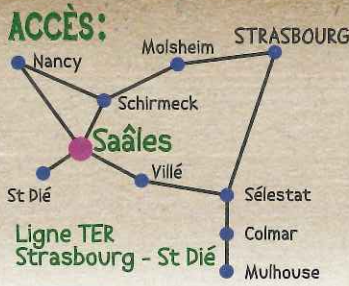 ACCÈS:
Molsheim
STRASBOURG
Nancy
Schirmeck
Saâles
Villé
St Dié
Sélestat
Colmar
Mulhouse
Ligne TER
Strasbourg - St Dié